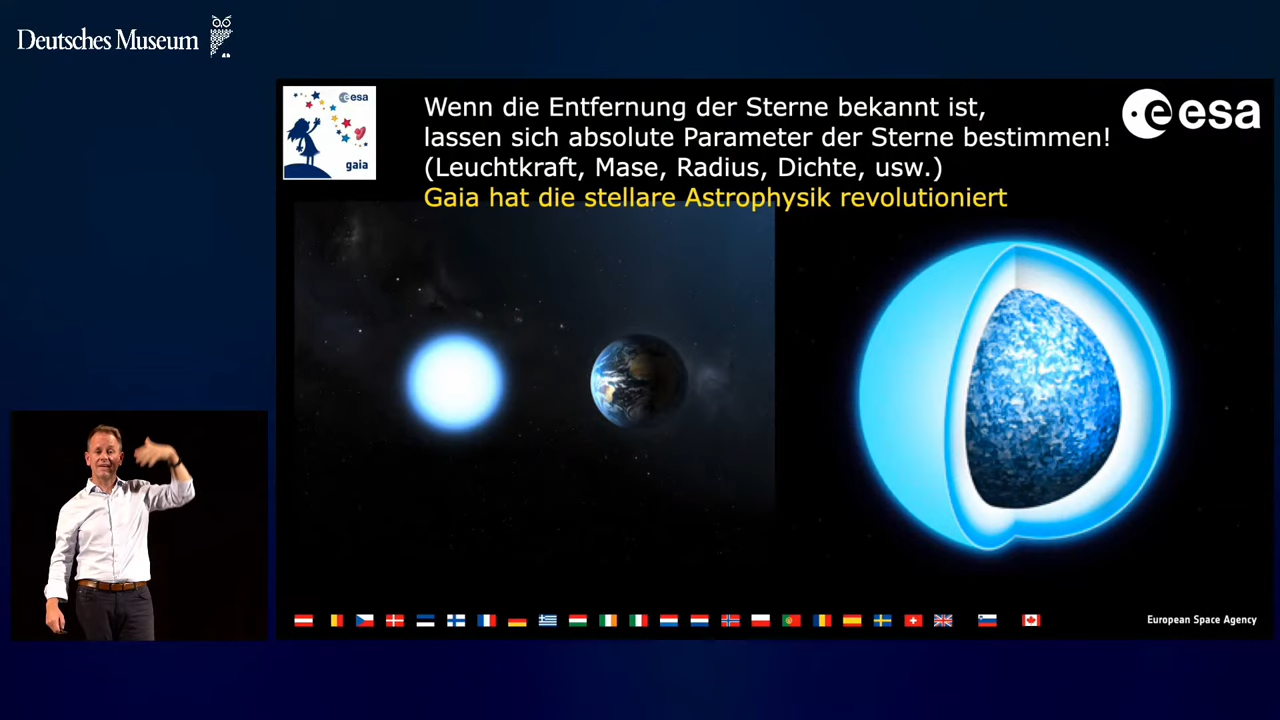 Deutsches Museum
esa
gaia
Wenn die Entfernung der Sterne bekannt ist,
lassen sich absolute Parameter der Sterne bestimmen!
(Leuchtkraft, Mase, Radius, Dichte, usw.)
Gaia hat die stellare Astrophysik revolutioniert
esa
European Space Agency